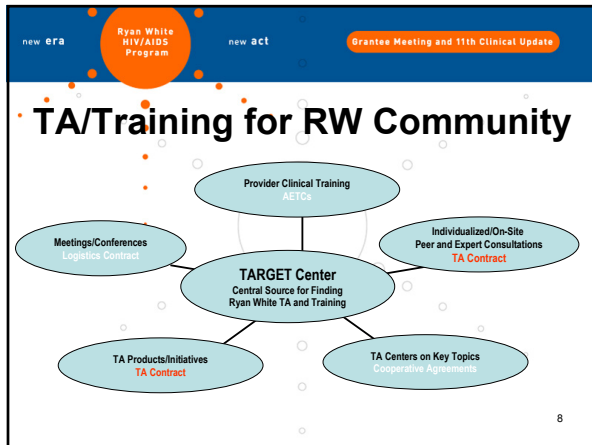 new era
Ryan White
HIV/AIDS
Program
new act
Grantee Meeting and 11th Clinical Update
TA/Training for RW Community
Provider Clinical Training
AETCs
Meetings/Conferences
Logistics Contract
Individualized/On-Site
Peer and Expert Consultations
TA Contract
TARGET Center
Central Source for Finding
Ryan White TA and Training
TA Products/Initiatives
TA Contract
TA Centers on Key Topics
Cooperative Agreements
8